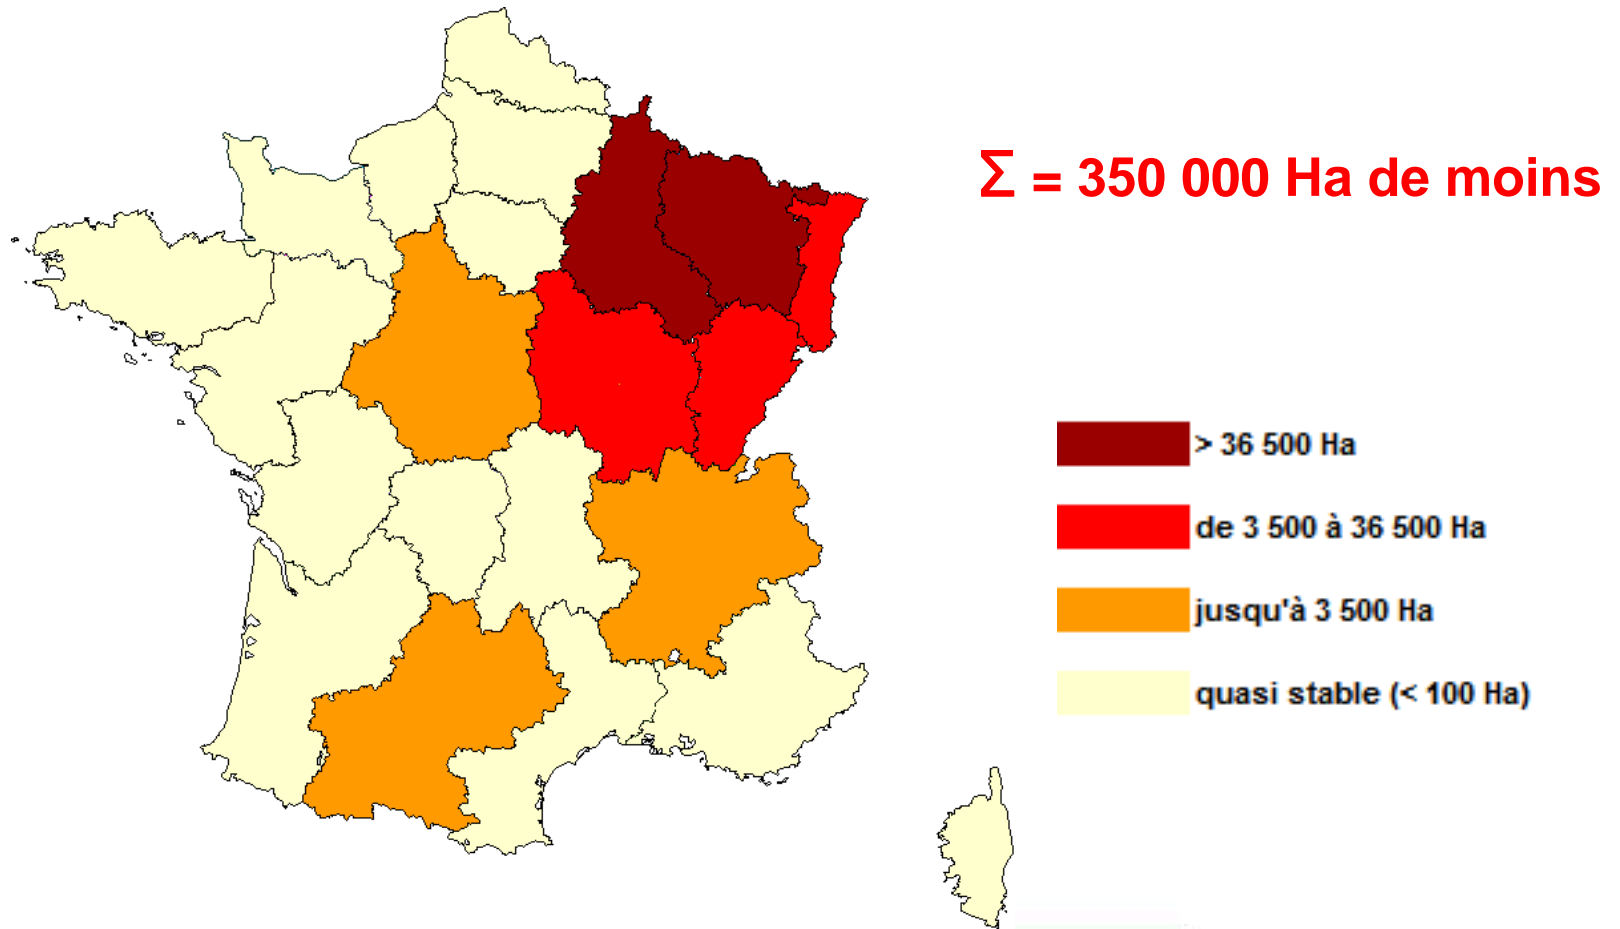 Σ = 350 000 Ha de moins
> 36 500 Ha
de 3 500 à 36 500 Ha
jusqu'à 3 500 Ha
quasi stable (< 100 Ha)